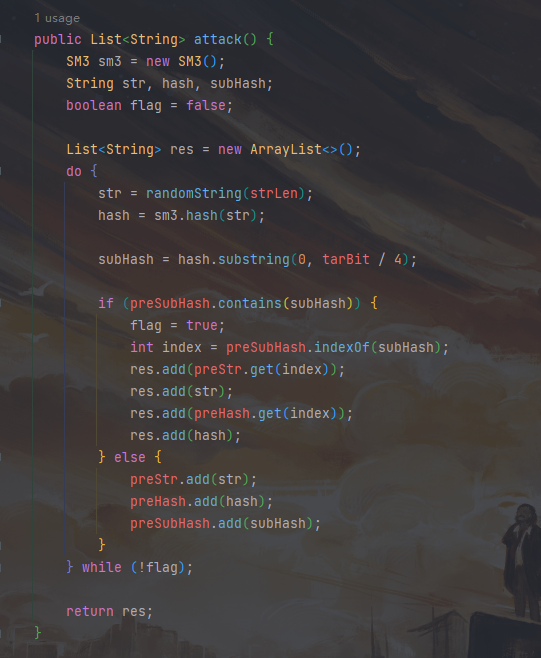 1 usage
public List<String> attack() {
SM3 sm3 = new SM3();
String str, hash, subHash;
boolean flag = false;
List<String> res = new ArrayList<>();
do {
str = randomString(strLen);
hash = sm3.hash(str);
subHash = hash.substring(0, tarBit / 4);
if (preSubHash.contains(subHash)) {
flag = true;
int index = preSubHash.indexOf(subHash);
res.add(preStr.get(index));
res.add(str);
res.add(preHash.get(index));
res.add(hash);
} else {
preStr.add(str);
preHash.add(hash);
preSubHash.add(subHash);
}
} while (!flag);
return res;
}